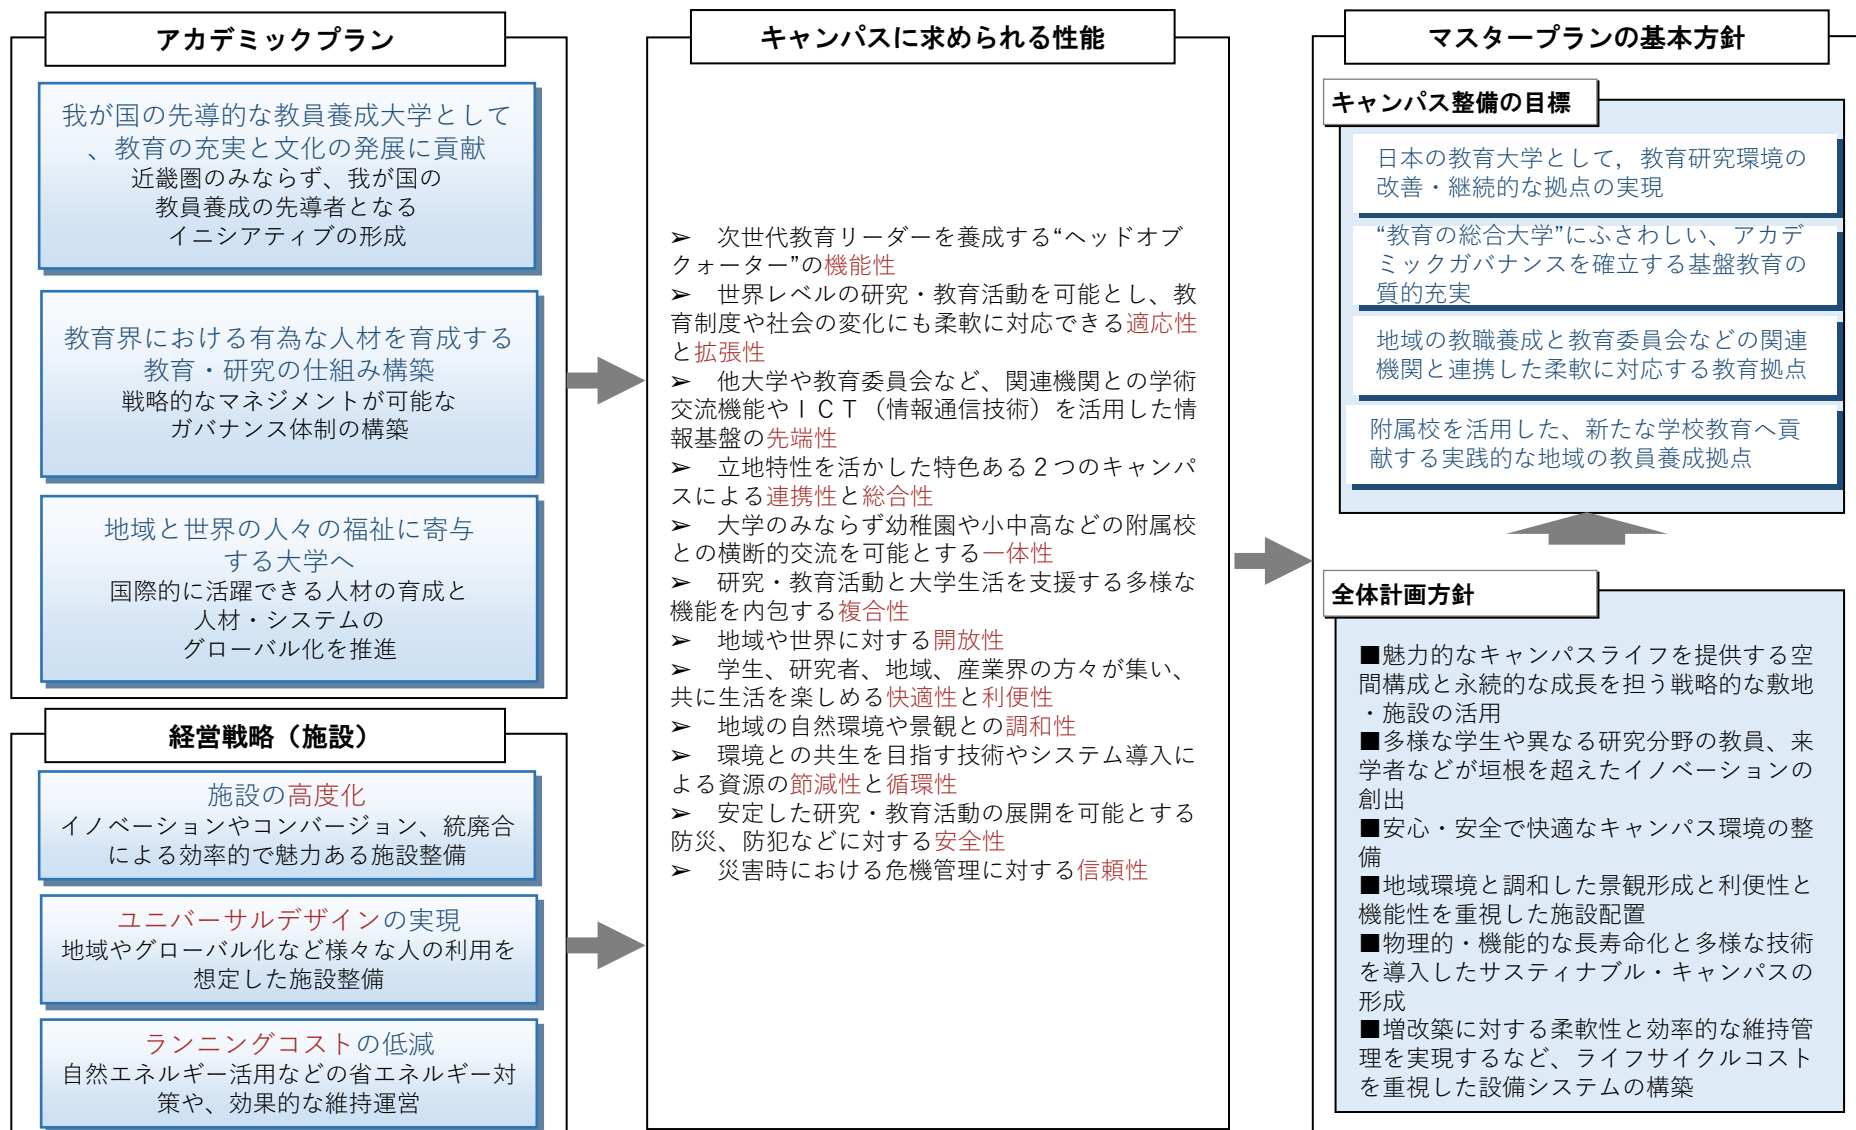 アカデミックプラン
我が国の先導的な教員養成大学として
、教育の充実と文化の発展に貢献
近畿圏のみならず、我が国の
教員養成の先導者となる
イニシアティブの形成
教育界における有為な人材を育成する
教育・研究の仕組み構築
戦略的なマネジメントが可能な
ガバナンス体制の構築
地域と世界の人々の福祉に寄与
する大学へ
国際的に活躍できる人材の育成と
人材・システムの
グローバル化を推進
経営戦略（施設）
施設の高度化
イノベーションやコンバージョン、統廃合
による効率的で魅力ある施設整備
ユニバーサルデザインの実現
地域やグローバル化など様々な人の利用を
想定した施設整備
ランニングコストの低減
自然エネルギー活用などの省エネルギー対
策や、効果的な維持運営
キャンパスに求められる性能
➢ 次世代教育リーダーを養成する“ヘッドオブ
クォーター”の機能性
➢ 世界レベルの研究・教育活動を可能とし、教
育制度や社会の変化にも柔軟に対応できる適応性
と拡張性
➢ 他大学や教育委員会など、関連機関との学術
交流機能やＩＣＴ（情報通信技術）を活用した情
報基盤の先端性
➢ 立地特性を活かした特色ある２つのキャンパ
スによる連携性と総合性
➢ 大学のみならず幼稚園や小中高などの附属校
との横断的交流を可能とする一体性
➢ 研究・教育活動と大学生活を支援する多様な
機能を内包する複合性
➢ 地域や世界に対する開放性
➢ 学生、研究者、地域、産業界の方々が集い、
共に生活を楽しめる快適性と利便性
➢ 地域の自然環境や景観との調和性
➢ 環境との共生を目指す技術やシステム導入に
よる資源の節減性と循環性
➢ 安定した研究・教育活動の展開を可能とする
防災、防犯などに対する安全性
➢ 災害時における危機管理に対する信頼性
マスタープランの基本方針
キャンパス整備の目標
日本の教育大学として，教育研究環境の
改善・継続的な拠点の実現
“教育の総合大学”にふさわしい、アカデ
ミックガバナンスを確立する基盤教育の
質的充実
地域の教職養成と教育委員会などの関連
機関と連携した柔軟に対応する教育拠点
附属校を活用した、新たな学校教育へ貢
献する実践的な地域の教員養成拠点
全体計画方針
■魅力的なキャンパスライフを提供する空
間構成と永続的な成長を担う戦略的な敷地
・施設の活用
■多様な学生や異なる研究分野の教員、来
学者などが垣根を超えたイノベーションの
創出
■安心・安全で快適なキャンパス環境の整
備
■地域環境と調和した景観形成と利便性と
機能性を重視した施設配置
■物理的・機能的な長寿命化と多様な技術
を導入したサスティナブル・キャンパスの
形成
■増改築に対する柔軟性と効率的な維持管
理を実現するなど、ライフサイクルコスト
を重視した設備システムの構築